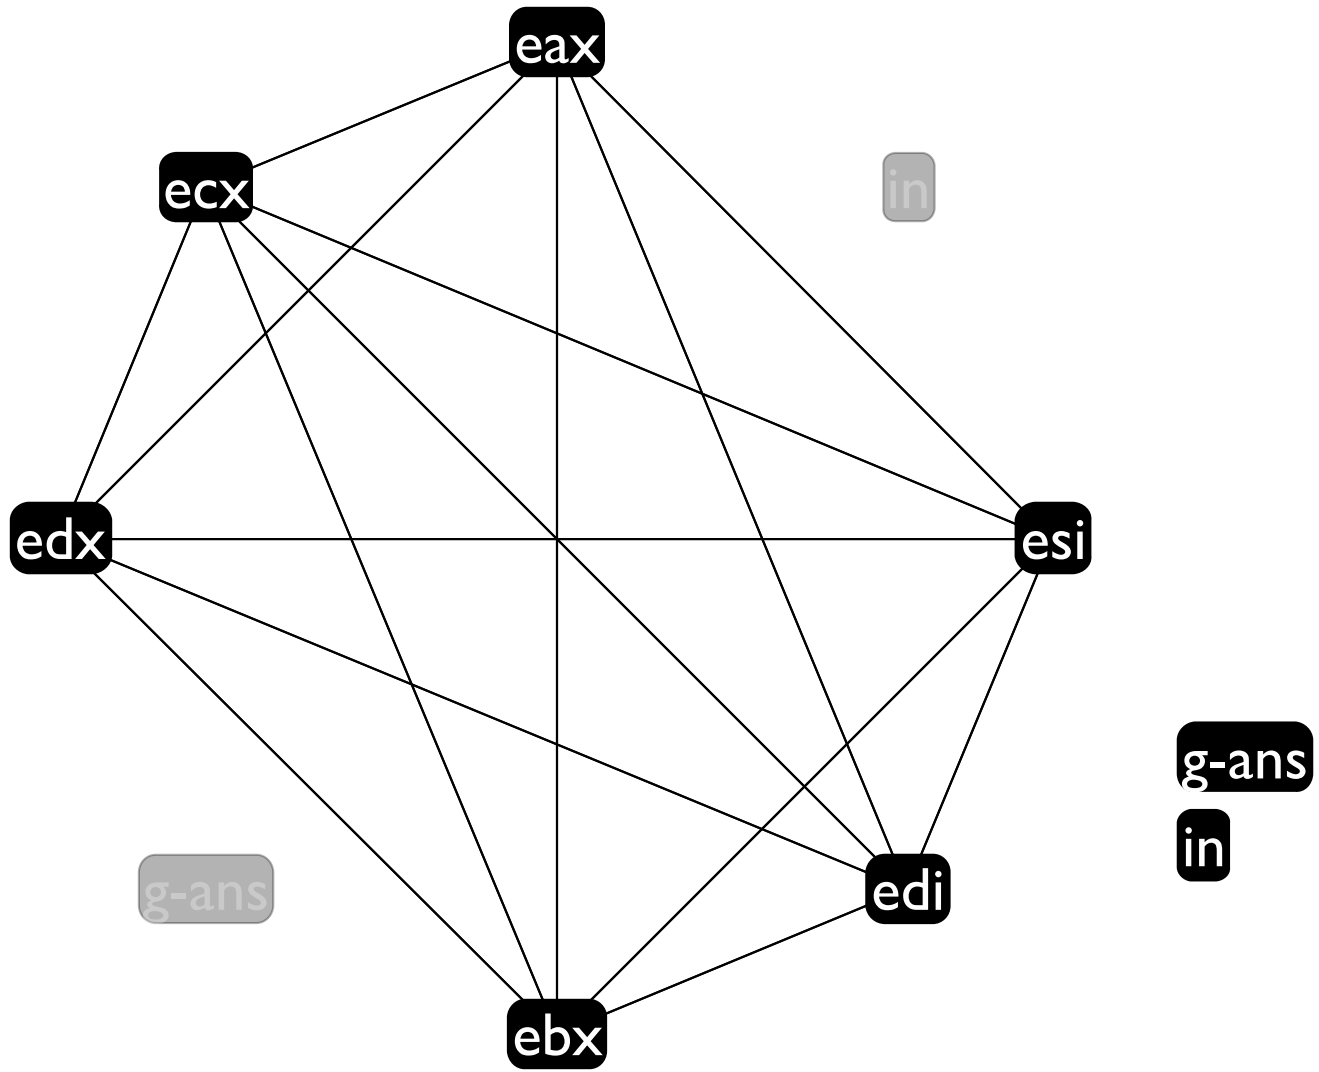 eax
ecx
in
edx
esi
g-ans
in
g-ans
edi
ebx